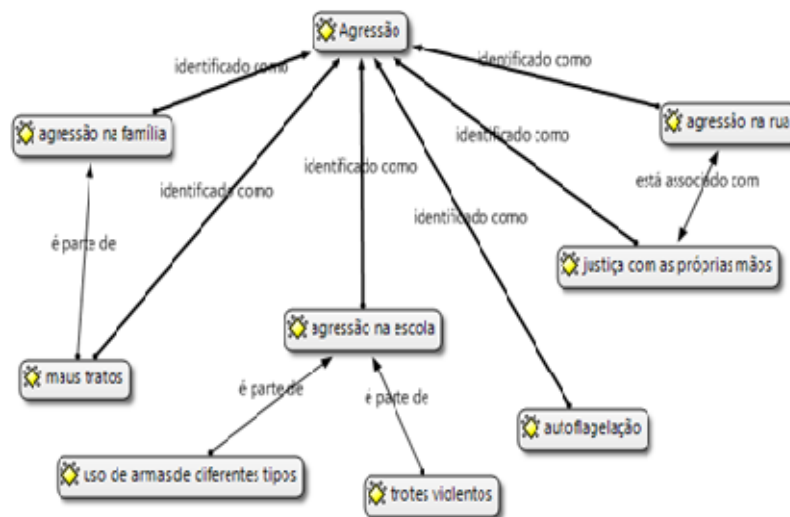 Agressão
identificado como
identificado como
agressão na família
agressão na rua
identificado como
identificado como
identificado como
está associado com
identificado como
é parte de
justiça com as próprias mãos
agressão na escola
maus tratos
é parte de
é parte de
autoflagelação
uso de armas de diferentes tipos
trotes violentos